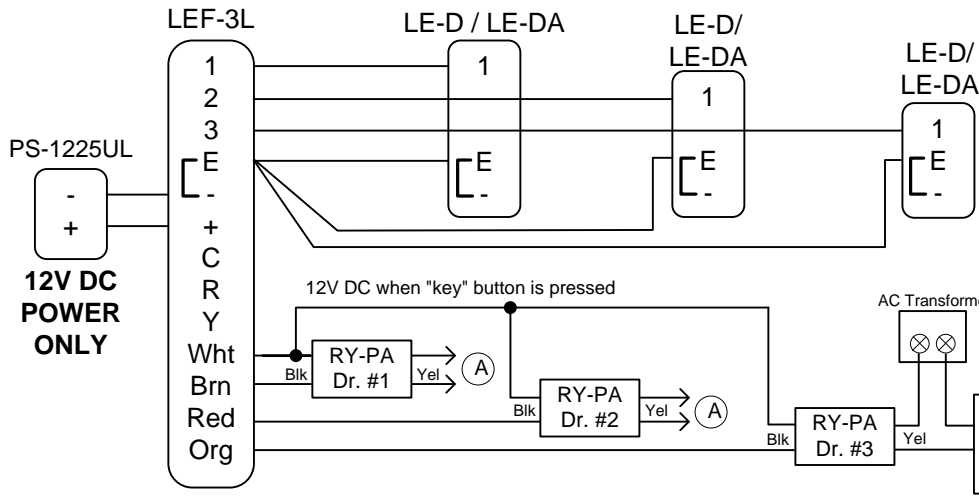 LEF-3L
1
2
3
E
-
+
C
R
Y
Wht
Brn
Red
Org
PS-1225UL
-
+
12V DC
POWER
ONLY
LE-D / LE-DA
1
E
-
LE-D/
LE-DA
1
E
-
LE-D/
LE-DA
1
E
-
12V DC when "key" button is pressed
Blk
RY-PA
Dr. #1
Yel
A
Blk
RY-PA
Dr. #2
Yel
A
Blk
RY-PA
Dr. #3
Yel
AC Transforme